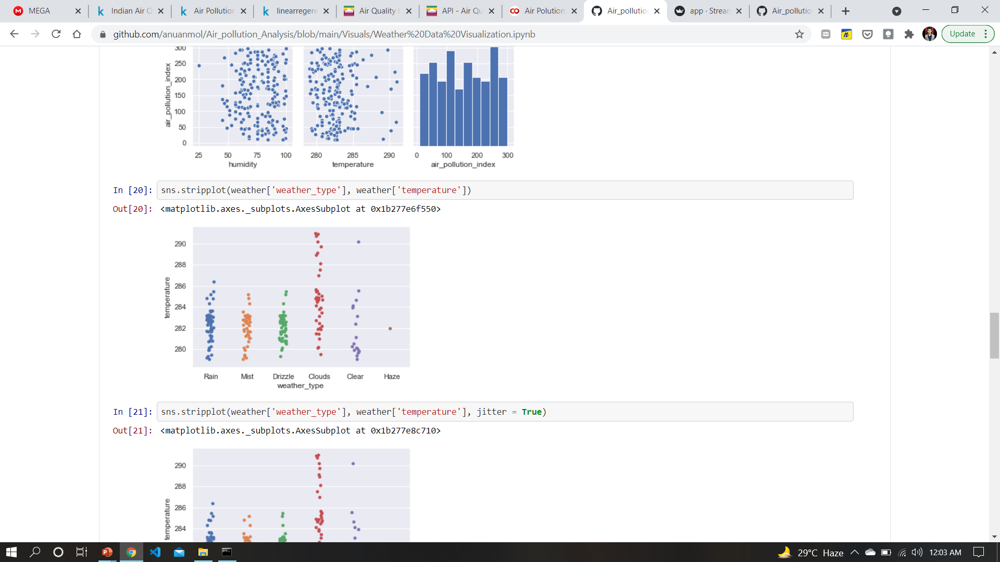 MEGA
Indian Air Q
Air Pollution
linearregere
Air Quality
API - Air Qu
Air Polution
Air_pollutio
app · Stream
Air_pollutio
github.com/anuanmol/Air_pollution_Analysis/blob/main/Visuals/Weather%20Data%20Visualization.ipynb
Update
300
250
200
150
100
50
0
air_pollution_index
25 50 75 100
humidity
280 285 290
temperature
0 100 200 300
air_pollution_index
In [20]: sns.stripplot(weather['weather_type'], weather['temperature'])
Out[20]: <matplotlib.axes._subplots.AxesSubplot at 0x1b277e6f550>
290
288
286
284
282
280
temperature
Rain Mist Drizzle Clouds Clear Haze
weather_type
In [21]: sns.stripplot(weather['weather_type'], weather['temperature'], jitter = True)
Out[21]: <matplotlib.axes._subplots.AxesSubplot at 0x1b277e8c710>
290
288
286
284
temperature
29°C Haze
12:03 AM